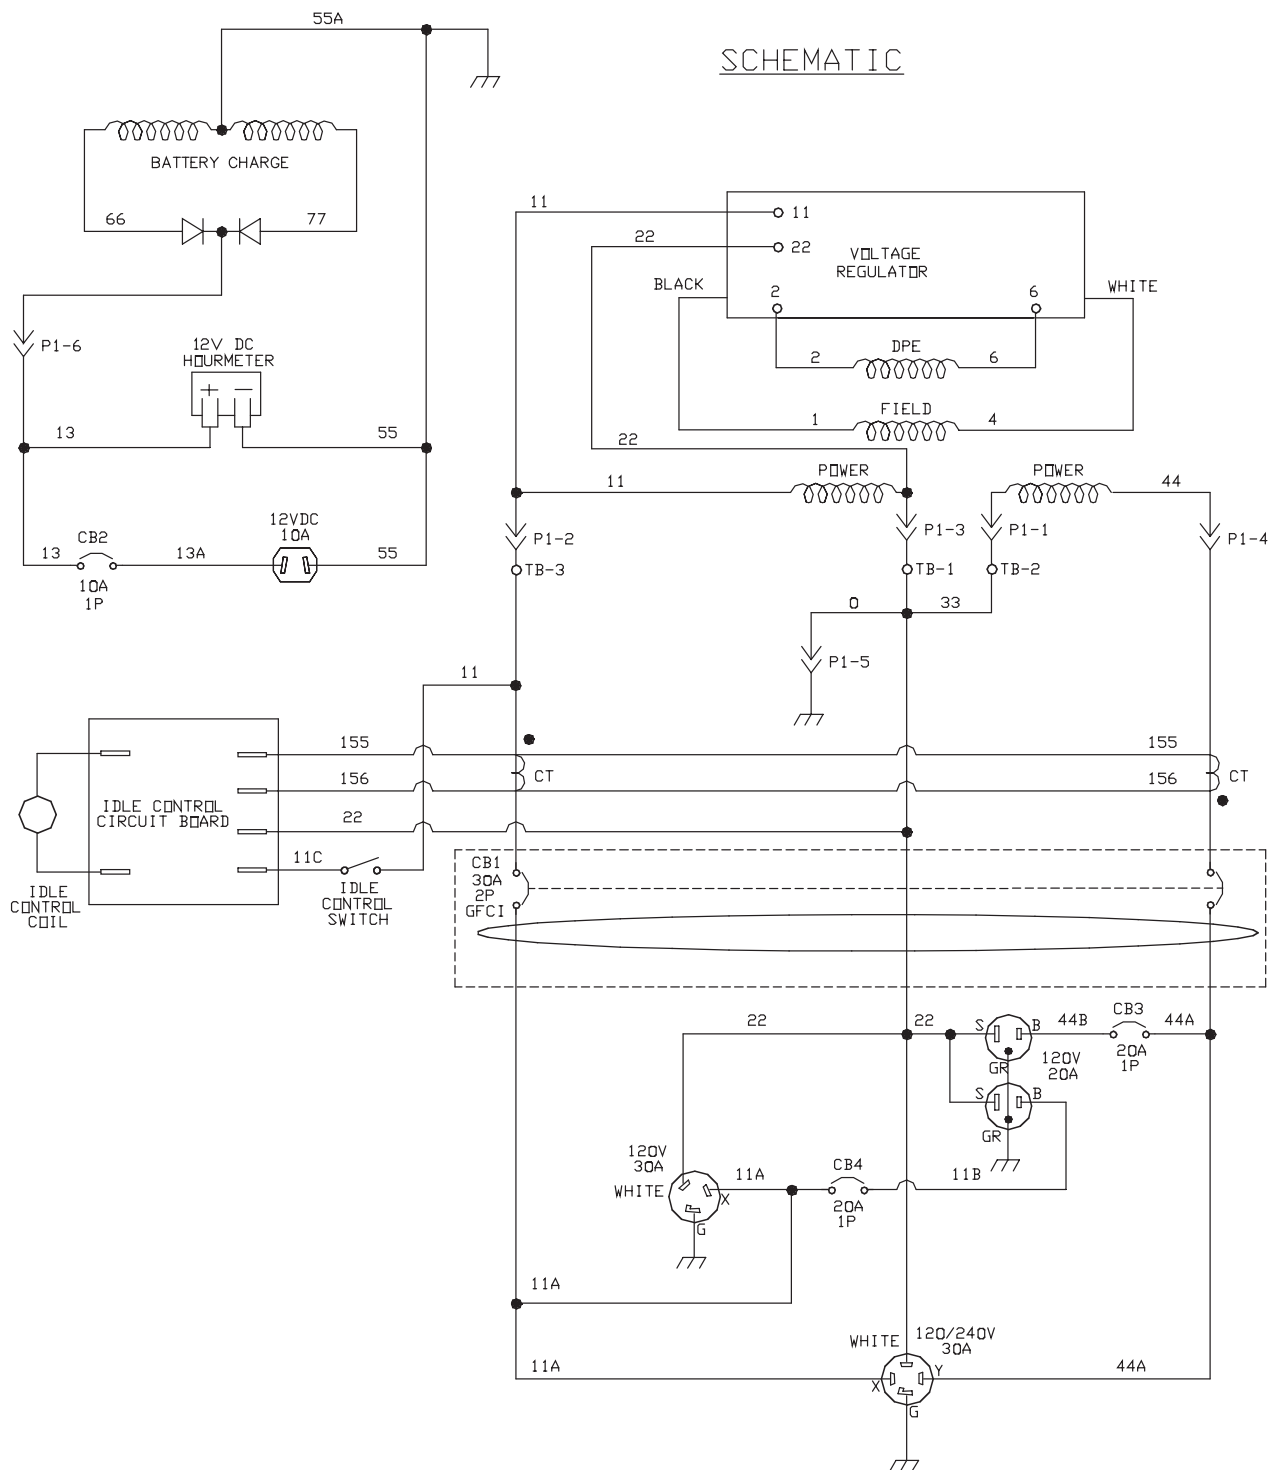 55A
SCHEMATIC
BATTERY CHARGE
66
77
11
11
22
22
VOLTAGE
REGULATOR
BLACK
WHITE
2
6
P1-6
12V DC
HOURMETER
+ −
DPE
2
6
FIELD
1
4
13
55
22
POWER
POWER
11
44
12VDC
10A
CB2
13
13A
55
10A
1P
P1-2
P1-3
P1-1
P1-4
TB-3
TB-1
TB-2
0
33
P1-5
11
155
155
CT
CT
156
156
IDLE CONTROL
CIRCUIT BOARD
22
11C
IDLE
CONTROL
SWITCH
IDLE
CONTROL
COIL
CB1
30A
2P
GFCI
22
22
S
B
44B
CB3
44A
20A
1P
GR
120V
20A
S
B
GR
120V
30A
WHITE
11A
X
G
CB4
20A
1P
11B
11A
WHITE
120/240V
30A
11A
X
Y
44A
G